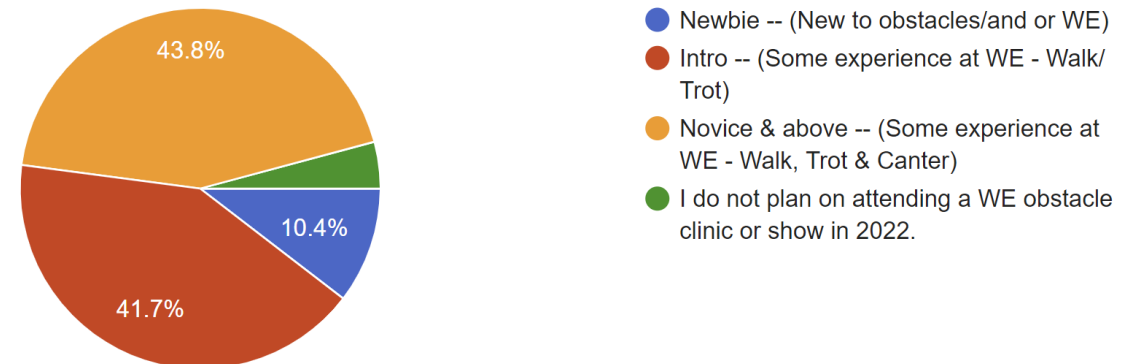 43.8%
10.4%
41.7%
Newbie -- (New to obstacles/and or WE)
Intro -- (Some experience at WE - Walk/
Trot)
Novice & above -- (Some experience at
WE - Walk, Trot & Canter)
I do not plan on attending a WE obstacle
clinic or show in 2022.